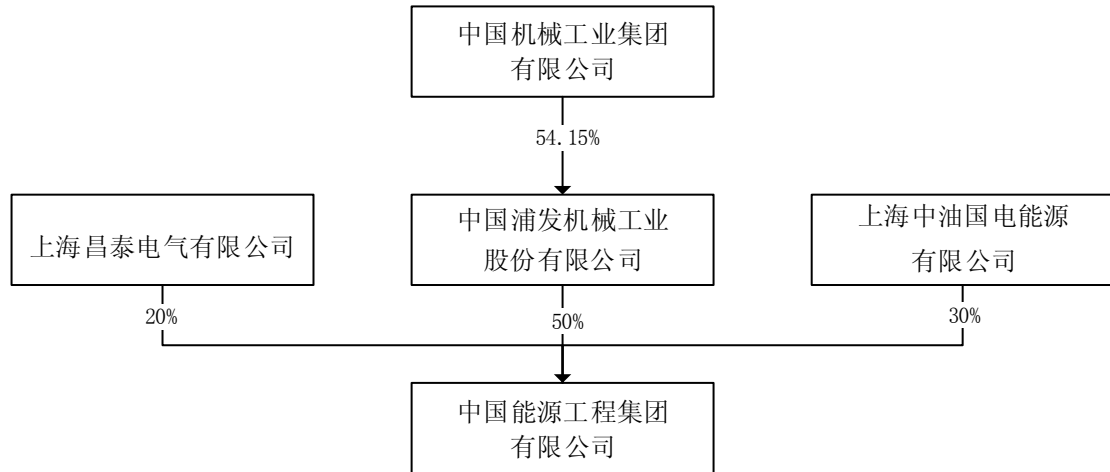 中国机械工业集团
有限公司
54.15%
上海昌泰电气有限公司
中国浦发机械工业
股份有限公司
上海中油国电能源
有限公司
20%
50%
30%
中国能源工程集团
有限公司